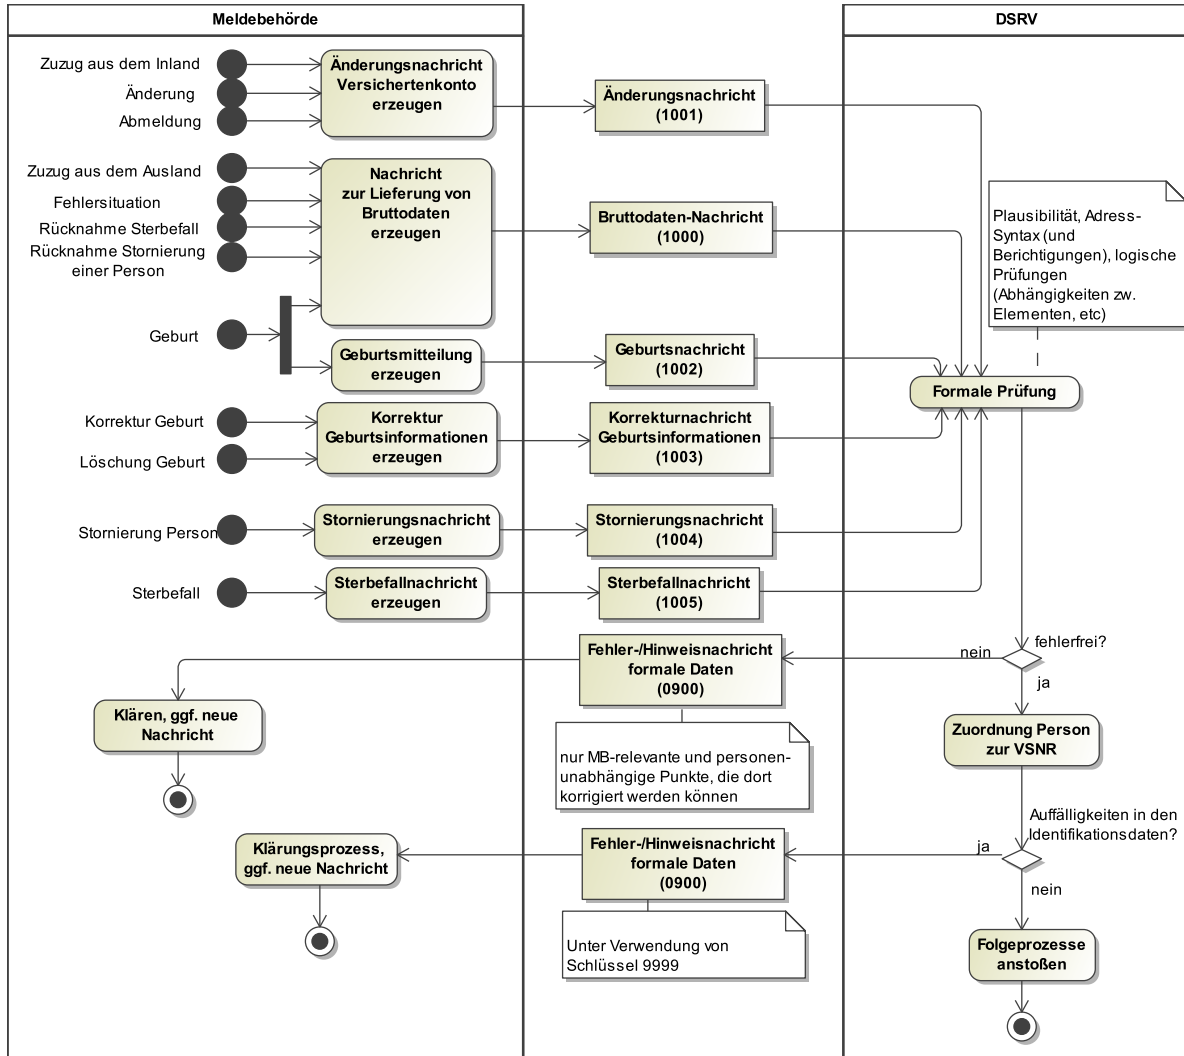 Meldebehörde
DSRV
Zuzug aus dem Inland
Änderung
Abmeldung
Änderungsnachricht
Versichertenkonto
erzeugen
Änderungsnachricht
(1001)
Zuzug aus dem Ausland
Fehlersituation
Rücknahme Sterbefall
Rücknahme Stornierung
einer Person
Nachricht
zur Lieferung von
Bruttodaten
erzeugen
Bruttodaten-Nachricht
(1000)
Plausibilität, Adress-
Syntax (und
Berichtigungen), logische
Prüfungen
(Abhängigkeiten zw.
Elementen, etc)
Geburt
Geburtsmitteilung
erzeugen
Geburtsnachricht
(1002)
Formale Prüfung
Korrektur Geburt
Löschung Geburt
Korrektur
Geburtsinformationen
erzeugen
Korrekturnachricht
Geburtsinformationen
(1003)
Stornierung Person
Stornierungsnachricht
erzeugen
Stornierungsnachricht
(1004)
Sterbefall
Sterbefallnachricht
erzeugen
Sterbefallnachricht
(1005)
Fehler-/Hinweisnachricht
formale Daten
(0900)
nein
fehlerfrei?
ja
Klären, ggf. neue
Nachricht
nur MB-relevante und personen-
unabhängige Punkte, die dort
korrigiert werden können
Zuordnung Person
zur VSNR
Auffälligkeiten in den
Identifikationsdaten?
Klärungsprozess,
ggf. neue Nachricht
Fehler-/Hinweisnachricht
formale Daten
(0900)
ja
nein
Unter Verwendung von
Schlüssel 9999
Folgeprozesse
anstoßen